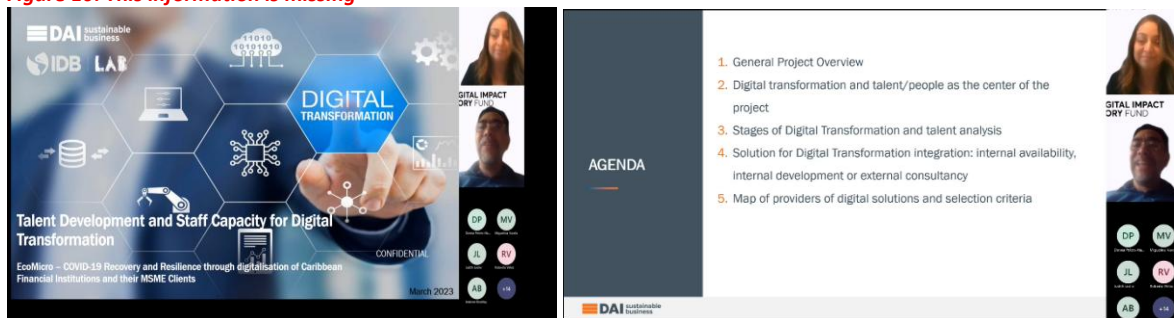 Figure 10: This information is missing
DAI sustainable business
IDB LAB
11010
10101010
DIGITAL
TRANSFORMATION
Talent Development and Staff Capacity for Digital
Transformation
EcoMicro – COVID-19 Recovery and Resilience through digitalisation of Caribbean
Financial Institutions and their MSME Clients
CONFIDENTIAL
March 2023
GITAL IMPACT
ORY FUND
DP
MV
JL
RV
AB
+14
AGENDA
1. General Project Overview
2. Digital transformation and talent/people as the center of the
project
3. Stages of Digital Transformation and talent analysis
4. Solution for Digital Transformation integration: internal availability,
internal development or external consultancy
5. Map of providers of digital solutions and selection criteria
DAI sustainable business
GITAL IMPACT
ORY FUND
DP
MV
JL
RV
AB
+14